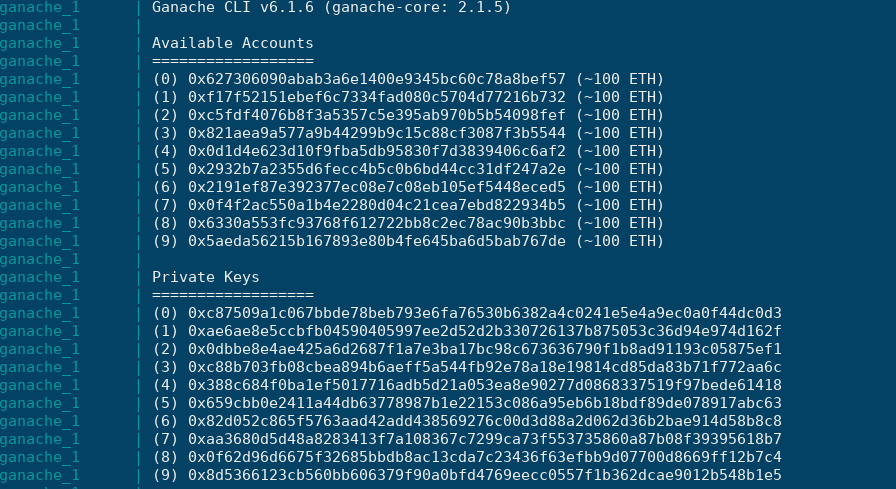 ganache_1 | Ganache CLI v6.1.6 (ganache-core: 2.1.5)
ganache_1 |
ganache_1 | Available Accounts
ganache_1 | ==================
ganache_1 | (0) 0x627306090abab3a6e1400e9345bc60c78a8bef57 (~100 ETH)
ganache_1 | (1) 0xf17f52151ebef6c7334fad080c5704d77216b732 (~100 ETH)
ganache_1 | (2) 0xc5fdf4076b8f3a5357c5e395ab970b5b54098fef (~100 ETH)
ganache_1 | (3) 0x821aea9a577a9b44299b9c15c88cf3087f3b5544 (~100 ETH)
ganache_1 | (4) 0x0d1d4e623d10f9fba5db95830f7d3839406c6af2 (~100 ETH)
ganache_1 | (5) 0x2932b7a2355d6fecc4b5c0b6bd44cc31df247a2e (~100 ETH)
ganache_1 | (6) 0x2191ef87e392377ec08e7c08eb105ef5448eced5 (~100 ETH)
ganache_1 | (7) 0x0f4f2ac550a1b4e2280d04c21cea7ebd822934b5 (~100 ETH)
ganache_1 | (8) 0x6330a553fc93768f612722bb8c2ec78ac90b3bbc (~100 ETH)
ganache_1 | (9) 0x5aeda56215b167893e80b4fe645ba6d5bab767de (~100 ETH)
ganache_1 |
ganache_1 | Private Keys
ganache_1 | ==================
ganache_1 | (0) 0xc87509a1c067bbde78beb793e6fa76530b6382a4c0241e5e4a9ec0a0f44dc0d3
ganache_1 | (1) 0xae6ae8e5ccbfb04590405997ee2d52d2b330726137b875053c36d94e974d162f
ganache_1 | (2) 0x0dbbe8e4ae425a6d2687f1a7e3ba17bc98c673636790f1b8ad91193c05875ef1
ganache_1 | (3) 0xc88b703fb08cbea894b6aeff5a544fb92e78a18e19814cd85da83b71f772aa6c
ganache_1 | (4) 0x388c684f0ba1ef5017716adb5d21a053ea8e90277d0868337519f97bede61418
ganache_1 | (5) 0x659cbb0e2411a44db63778987b1e22153c086a95eb6b18bdf89de078917abc63
ganache_1 | (6) 0x82d052c865f5763aad42add438569276c00d3d88a2d062d36b2bae914d58b8c8
ganache_1 | (7) 0xaa3680d5d48a8283413f7a108367c7299ca73f553735860a87b08f39395618b7
ganache_1 | (8) 0x0f62d96d6675f32685bbdb8ac13cda7c23436f63efbb9d07700d8669ff12b7c4
ganache_1 | (9) 0x8d5366123cb560bb606379f90a0bfd4769eecc0557f1b362dcae9012b548b1e5